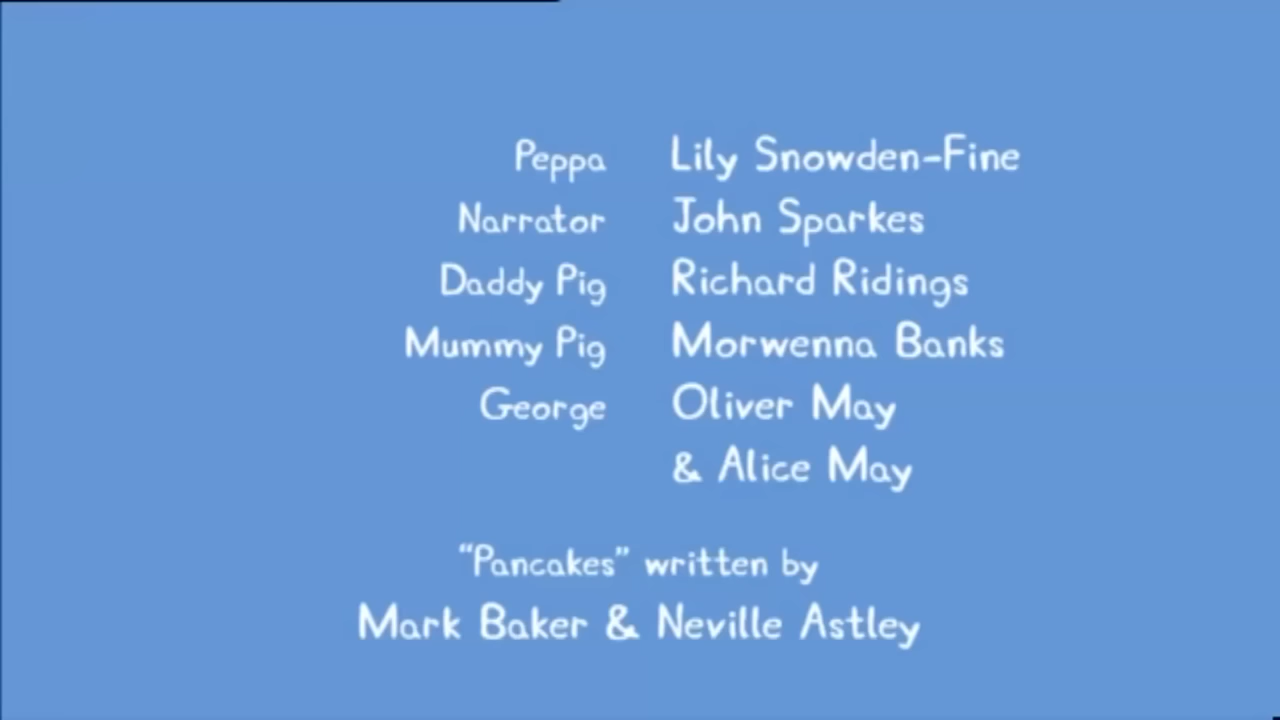 Peppa Lily Snowden-Fine
Narrator John Sparkes
Daddy Pig Richard Ridings
Mummy Pig Morwenna Banks
George Oliver May
& Alice May
“Pancakes” written by
Mark Baker & Neville Astley